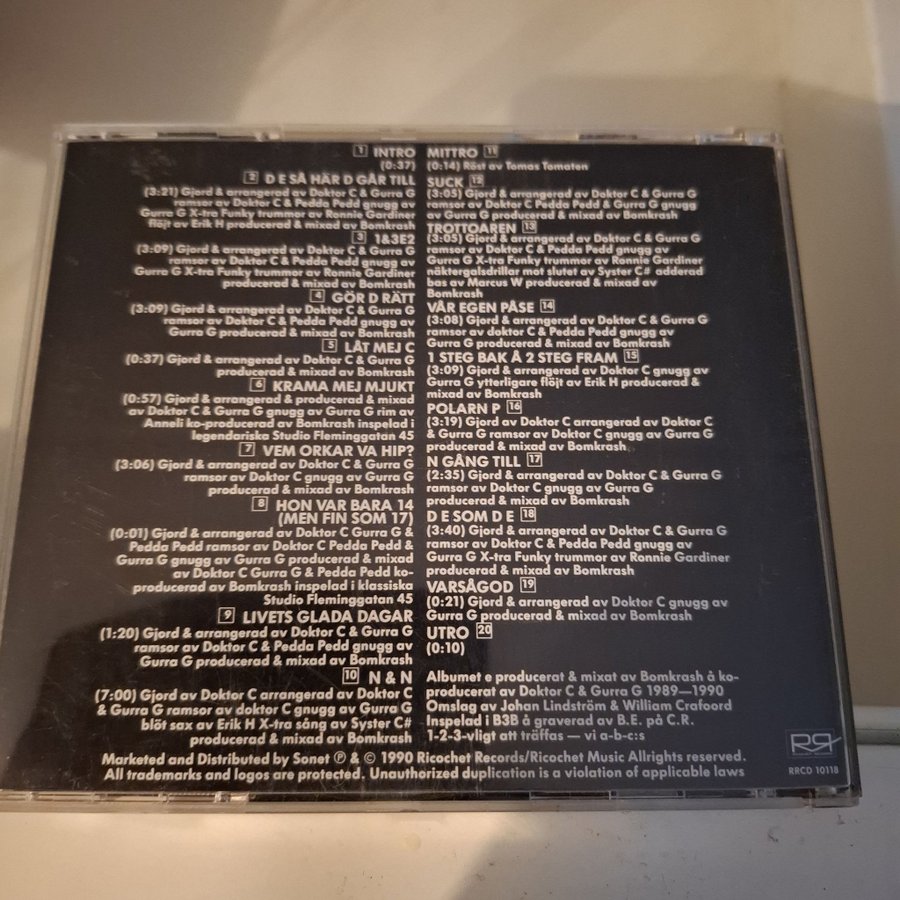 1 INTRO
(0:37)
2 D E SÅ HÄR D GÅR TILL
(3:21) Gjord & arrangerad av Doktor C & Gurra G
ramsor av Doktor C & Pedda Pedd gnugg av
Gurra G X-tra Funky trummor av Ronnie Gardiner
flöjt av Erik H producerad & mixad av Bomkrash
3 1&3E2
(3:09) Gjord & arrangerad av Doktor C & Gurra G
ramsor av Doktor C & Pedda Pedd gnugg av
Gurra G X-tra Funky trummor av Ronnie Gardiner
producerad & mixad av Bomkrash
4 GÖR D RÄTT
(3:09) Gjord & arrangerad av Doktor C & Gurra G
ramsor av Doktor C & Pedda Pedd gnugg av
Gurra G producerad & mixad av Bomkrash
5 LÅT MEJ C
(0:37) Gjord & arrangerad av Doktor C & Gurra G
producerad & mixad av Bomkrash
6 KRAMA MEJ MJUKT
(0:57) Gjord & arrangerad & producerad & mixad
av Doktor C & Gurra G gnugg av Gurra G rim av
Anneli ko-producerad av Bomkrash inspelad i
legendariska Studio Fleminggatan 45
7 VEM ORKAR VA HIP?
(3:06) Gjord & arrangerad av Doktor C & Gurra G
ramsor av Doktor C gnugg av Gurra G
producerad & mixad av Bomkrash
8 HON VAR BARA 14
(MEN FIN SOM 17)
(0:01) Gjord & arrangerad av Doktor C Gurra G &
Pedda Pedd ramsor av Doktor C Pedda Pedd &
Gurra G gnugg av Gurra G producerad & mixad
av Doktor C Gurra G & Pedda Pedd ko-
producerad av Bomkrash inspelad i klassiska
Studio Fleminggatan 45
9 LIVETS GLADA DAGAR
(1:20) Gjord & arrangerad av Doktor C & Gurra G
ramsor av Doktor C & Pedda Pedd gnugg av
Gurra G producerad & mixad av Bomkrash
10 N & N
(7:00) Gjord av Doktor C arrangerad av Doktor C
& Gurra G ramsor av doktor C gnugg av Gurra G
blöt sax av Erik H X-tra sång av Syster C#
producerad & mixad av Bomkrash
MITTRO 11
(0:14) Röst av Tomas Tomaten
SUCK 12
(3:05) Gjord & arrangerad av Doktor C & Gurra G
ramsor av Doktor C Pedda Pedd & Gurra G gnugg
av Gurra G producerad & mixad av Bomkrash
TROTTOAREN 13
(3:05) Gjord & arrangerad av Doktor C & Gurra G
ramsor av Doktor C & Pedda Pedd gnugg av
Gurra G X-tra Funky trummor av Ronnie Gardiner
näktergalsdrillar mot slutet av Syster C# adderad
bas av Marcus W producerad & mixad av
Bomkrash
VÅR EGEN PÅSE 14
(3:08) Gjord & arrangerad av Doktor C & Gurra G
ramsor av doktor C & Pedda Pedd gnugg av
Gurra G producerad & mixad av Bomkrash
1 STEG BAK Å 2 STEG FRAM 15
(3:09) Gjord & arrangerad av Doktor C gnugg av
Gurra G ytterligare flöjt av Erik H producerad &
mixad av Bomkrash
POLARN P 16
(3:19) Gjord av Doktor C arrangerad av Doktor C
& Gurra G ramsor av Doktor C gnugg av Gurra G
producerad & mixad av Bomkrash
N GÅNG TILL 17
(2:35) Gjord & arrangerad av Doktor C & Gurra G
ramsor av Doktor C gnugg av Gurra G
producerad & mixad av Bomkrash
D E SOM D E 18
(3:40) Gjord & arrangerad av Doktor C & Gurra G
ramsor av Doktor C & Pedda Pedd gnugg av
Gurra G X-tra Funky trummor av Ronnie Gardiner
producerad & mixad av Bomkrash
VARSÅGOD 19
(0:21) Gjord & arrangerad av Doktor C gnugg av
Gurra G producerad & mixad av Bomkrash
UTRO 20
(0:10)
Albumet e producerat & mixat av Bomkrash å ko-
producerat av Doktor C & Gurra G 1989—1990
Omslag av Johan Lindström & William Crafoord
Inspelad i B3B å graverad av B.E. på C.R.
1-2-3-vligt att träffas — vi a-b-c:s
Marketed and Distributed by Sonet ℗ & © 1990 Ricochet Records/Ricochet Music Allrights reserved.
All trademarks and logos are protected. Unauthorized duplication is a violation of applicable laws
RR
RRCD 10118